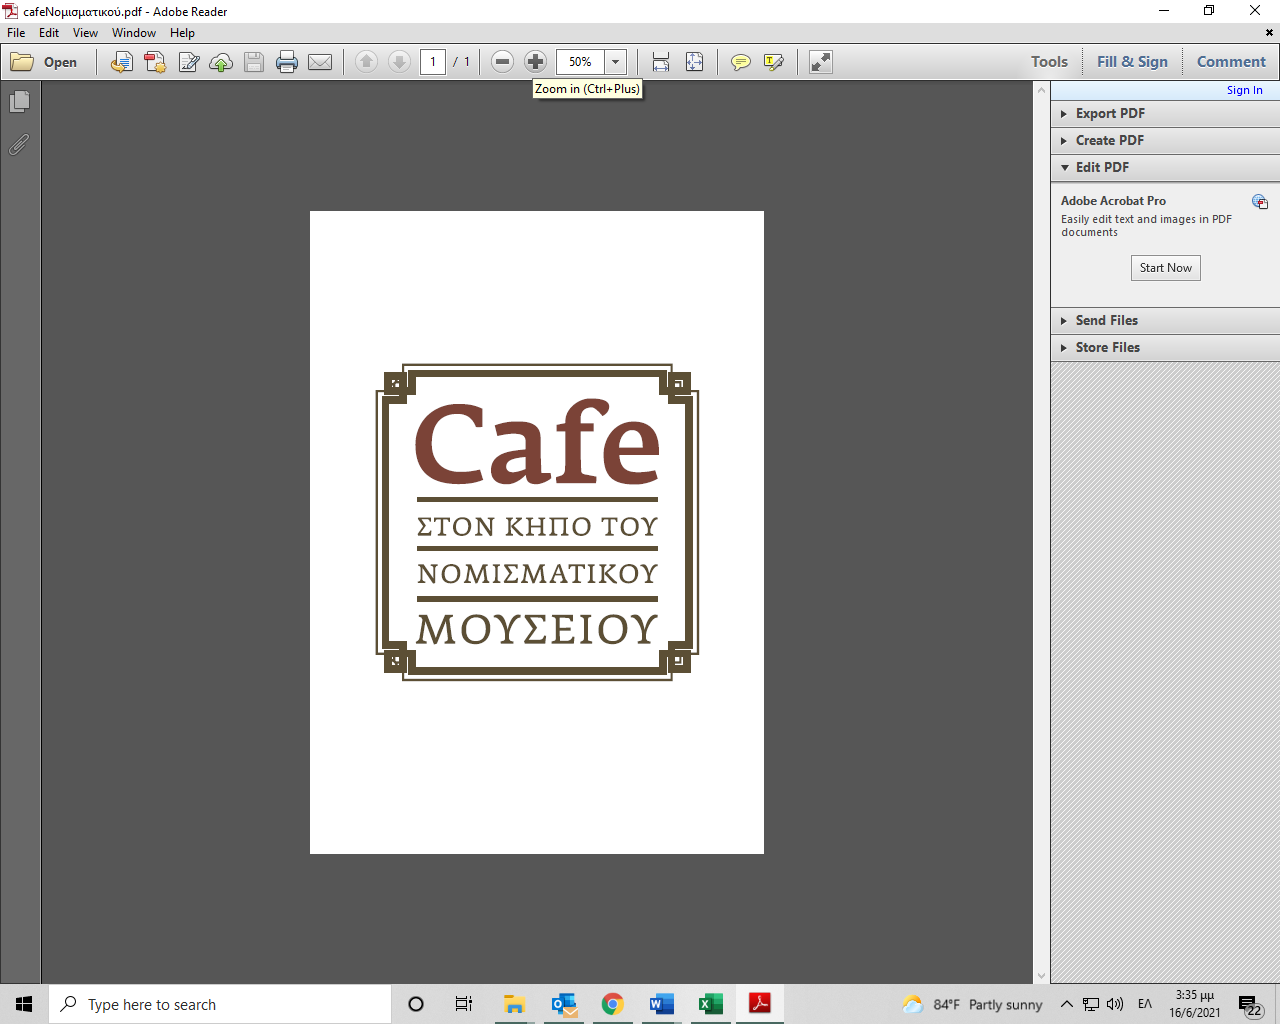 cafeΝομισματικού.pdf - Adobe Reader
File Edit View Window Help
Open 1 / 1 50% Tools Fill & Sign Comment
Zoom in (Ctrl+Plus)
Sign In
Export PDF
Create PDF
Edit PDF
Adobe Acrobat Pro
Easily edit text and images in PDF
documents
Start Now
Send Files
Store Files
Cafe
ΣΤΟΝ ΚΗΠΟ ΤΟΥ
ΝΟΜΙΣΜΑΤΙΚΟΥ
ΜΟΥΣΕΙΟΥ
Type here to search
84°F Partly sunny
ΕΛ
3:35 μμ
16/6/2021
22